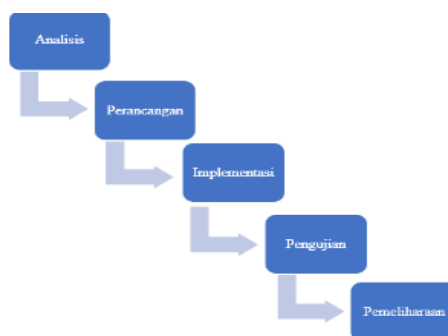 Analisis
Perancangan
Implementasi
Pengujian
Pemeliharaan